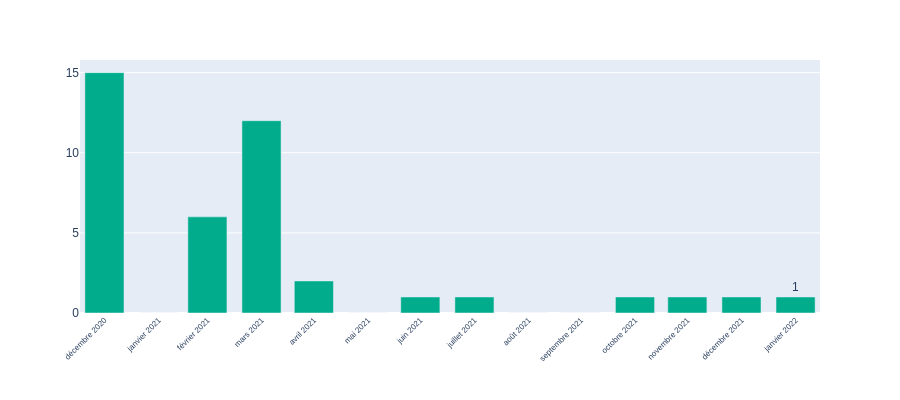 15
10
5
0
1
décembre 2020
janvier 2021
février 2021
mars 2021
avril 2021
mai 2021
juin 2021
juillet 2021
août 2021
septembre 2021
octobre 2021
novembre 2021
décembre 2021
janvier 2022